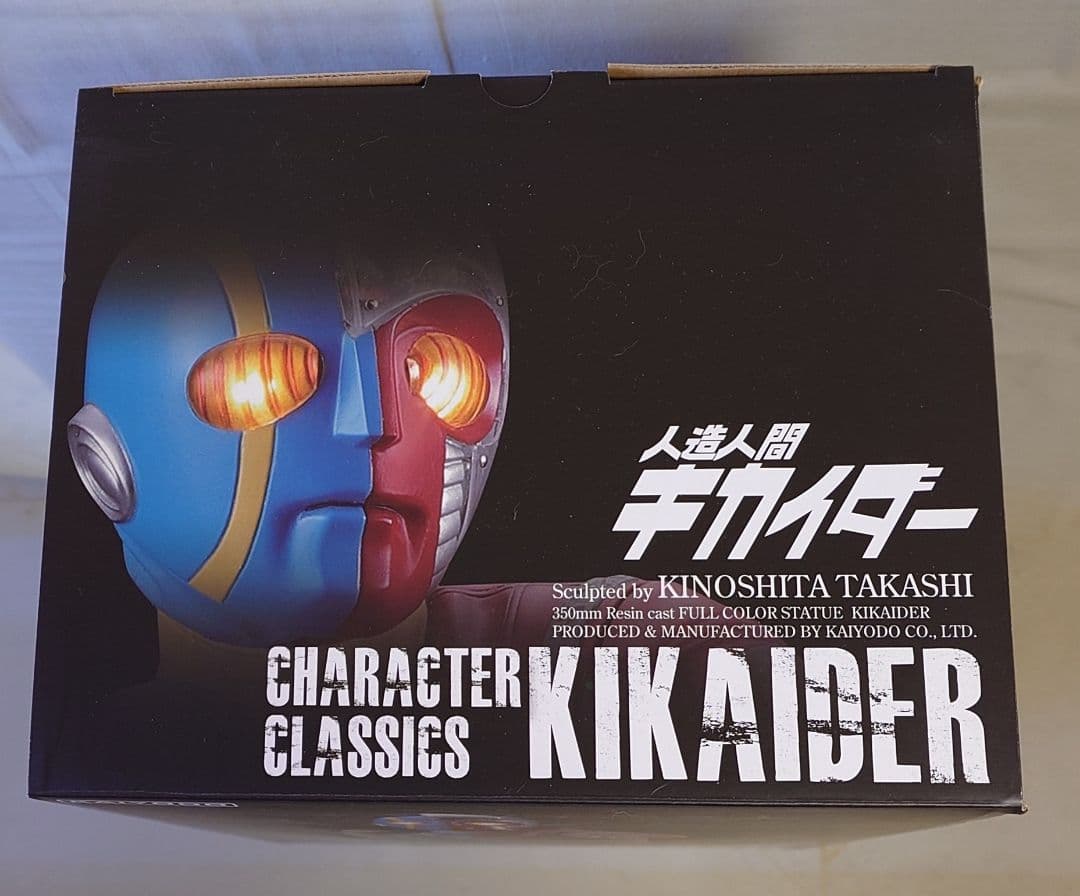 人造人間
キカイダー
Sculpted by KINOSHITA TAKASHI
350mm Resin cast FULL COLOR STATUE KIKAIDER
PRODUCED & MANUFACTURED BY KAIYODO CO., LTD.
CHARACTER
CLASSICS
KIKAIDER